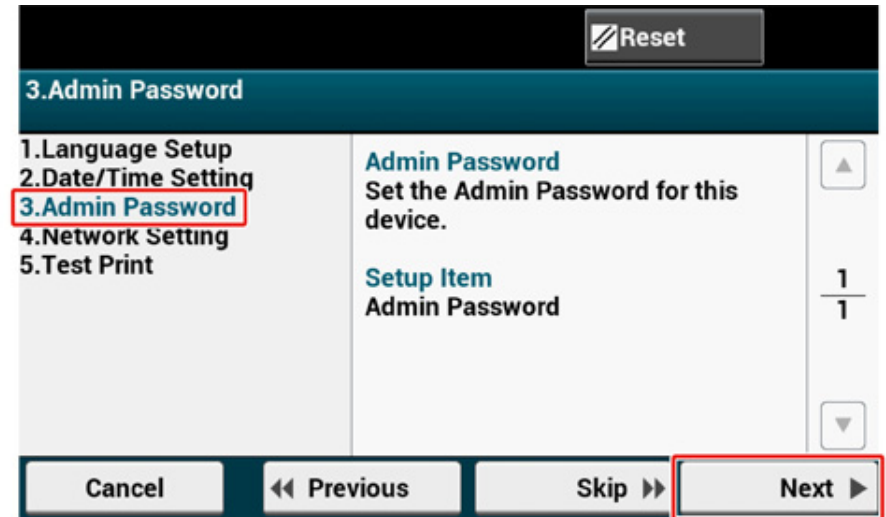 Reset
3.Admin Password
1.Language Setup
2.Date/Time Setting
3.Admin Password
4.Network Setting
5.Test Print
Admin Password
Set the Admin Password for this
device.
Setup Item
Admin Password
1
1
Cancel
Previous
Skip
Next